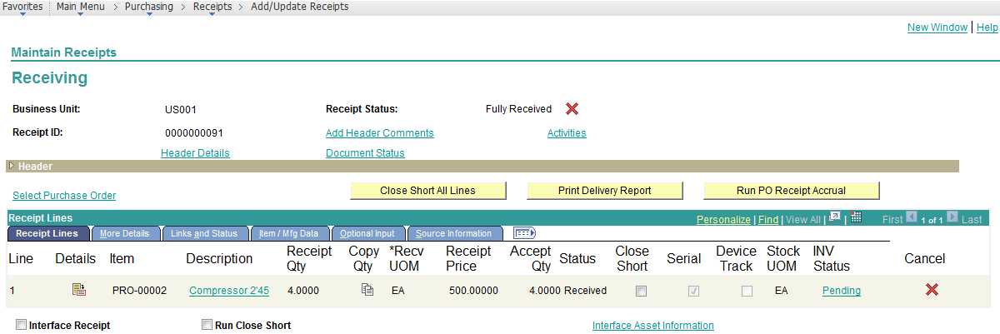 Favorites Main Menu > Purchasing > Receipts > Add/Update Receipts
New Window | Help
Maintain Receipts
Receiving
Business Unit: US001 Receipt Status: Fully Received
Receipt ID: 0000000091 Add Header Comments Activities
Header Details Document Status
Header
Select Purchase Order Close Short All Lines Print Delivery Report Run PO Receipt Accrual
Receipt Lines Personalize | Find | View All | | First 1 of 1 Last
Receipt Lines More Details Links and Status Item / Mfg Data Optional Input Source Information
Line Details Item Description Receipt Qty Copy Qty *Recv UOM Receipt Price Accept Qty Status Close Short Serial Device Track Stock UOM INV Status Cancel
1 PRO-00002 Compressor 2'45 4.0000 EA 500.00000 4.0000 Received EA Pending
Interface Receipt Run Close Short Interface Asset Information